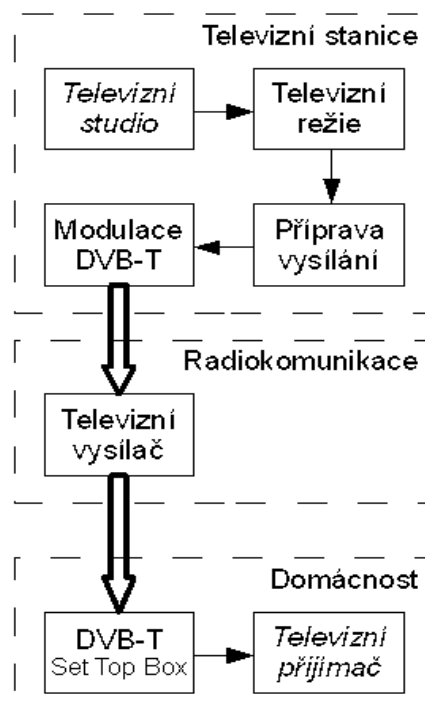 Televizní stanice
Televizní
studio
Televizní
režie
Modulace
DVB-T
Příprava
vysílání
Radiokomunikace
Televizní
vysílač
Domácnost
DVB-T
Set Top Box
Televizní
přijimač